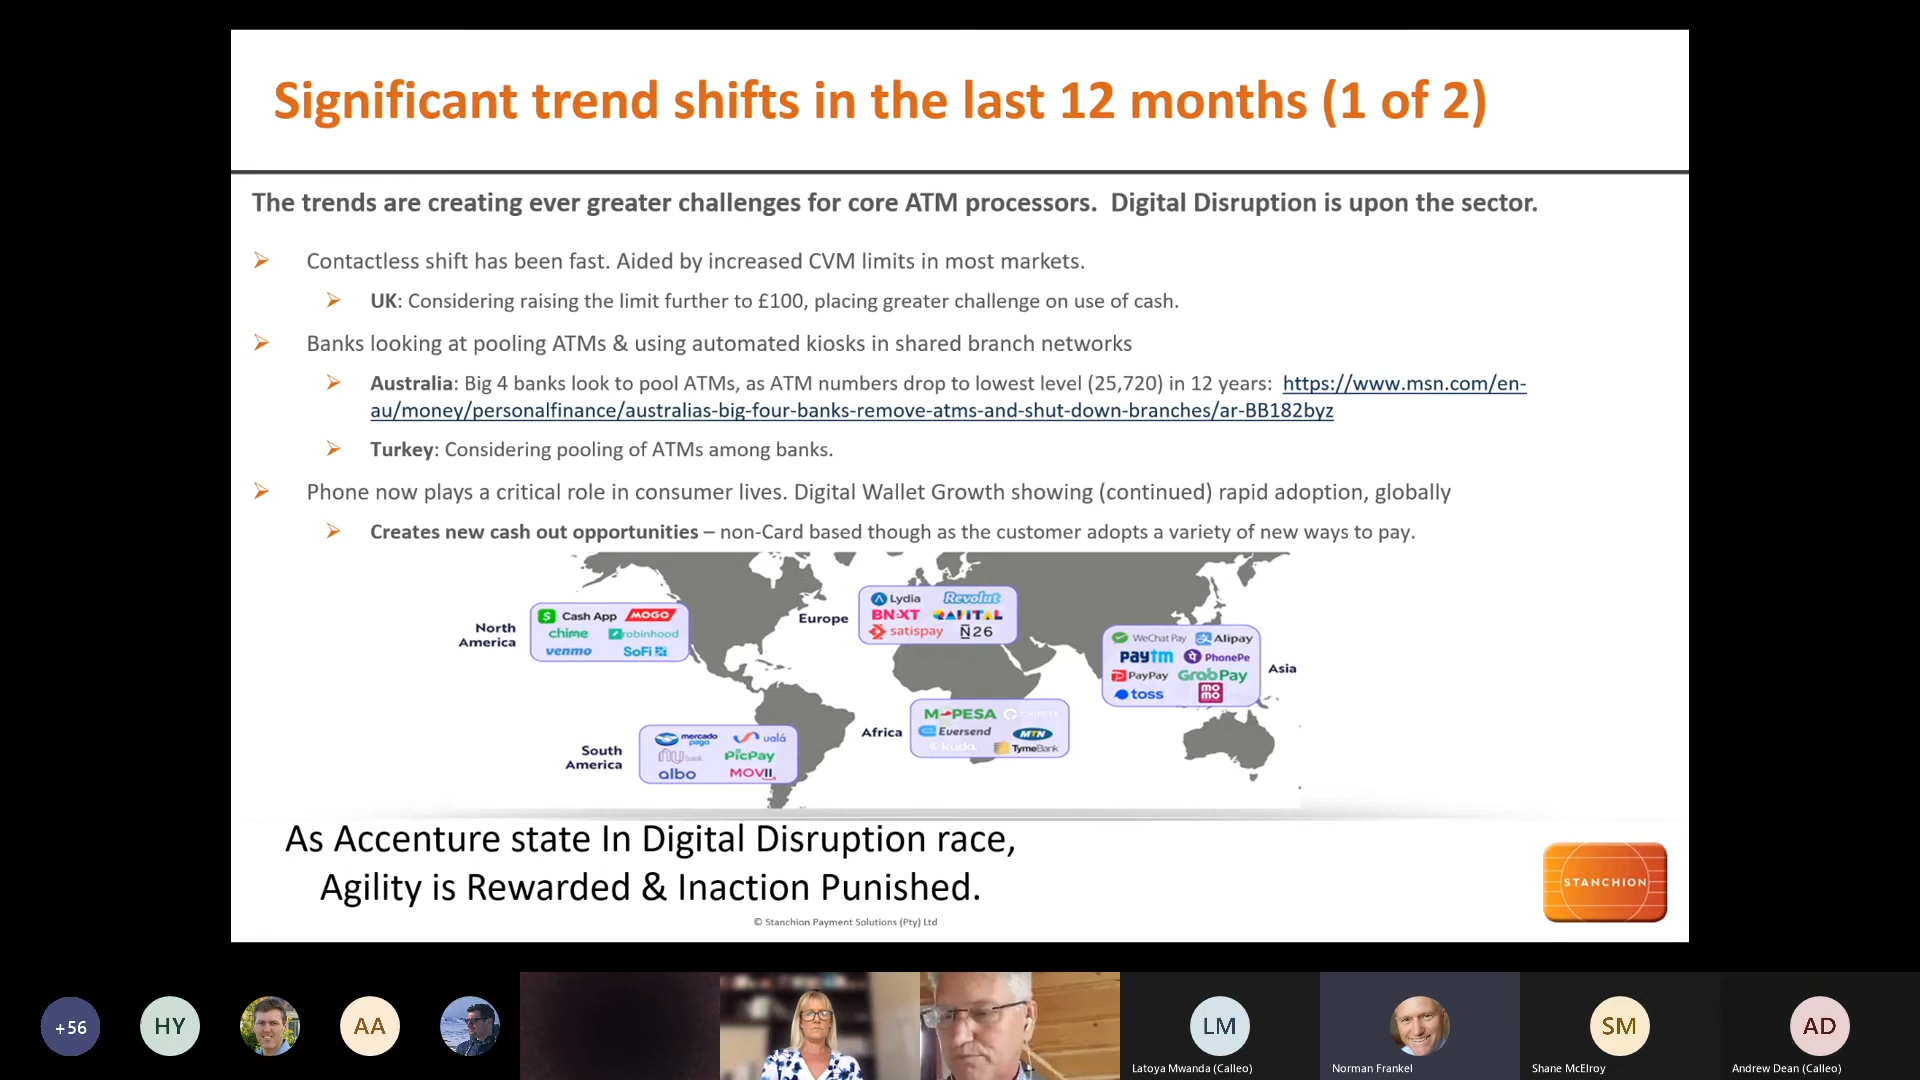 Significant trend shifts in the last 12 months (1 of 2)
The trends are creating ever greater challenges for core ATM processors. Digital Disruption is upon the sector.
Contactless shift has been fast. Aided by increased CVM limits in most markets.
UK: Considering raising the limit further to £100, placing greater challenge on use of cash.
Banks looking at pooling ATMs & using automated kiosks in shared branch networks
Australia: Big 4 banks look to pool ATMs, as ATM numbers drop to lowest level (25,720) in 12 years: https://www.msn.com/en-
au/money/personalfinance/australias-big-four-banks-remove-atms-and-shut-down-branches/ar-BB182byz
Turkey: Considering pooling of ATMs among banks.
Phone now plays a critical role in consumer lives. Digital Wallet Growth showing (continued) rapid adoption, globally
Creates new cash out opportunities – non-Card based though as the customer adopts a variety of new ways to pay.
North
America
Cash App MOGO
chime robinhood
venmo SoFi
Europe
Lydia Revolut
BNXT QAPITAL
satispay N26
WeChat Pay Alipay
paytm PhonePe
PayPay GrabPay
toss mo mo
Asia
Africa
M-PESA CHIPPER
Eversend MTN
kuda. TymeBank
South
America
mercado pago ualá
nu bank PicPay
albo MOVII
As Accenture state In Digital Disruption race,
Agility is Rewarded & Inaction Punished.
STANCHION
© Stanchion Payment Solutions (Pty) Ltd
+56
HY
AA
LM
SM
AD
Latoya Mwanda (Calleo)
Norman Frankel
Shane McElroy
Andrew Dean (Calleo)